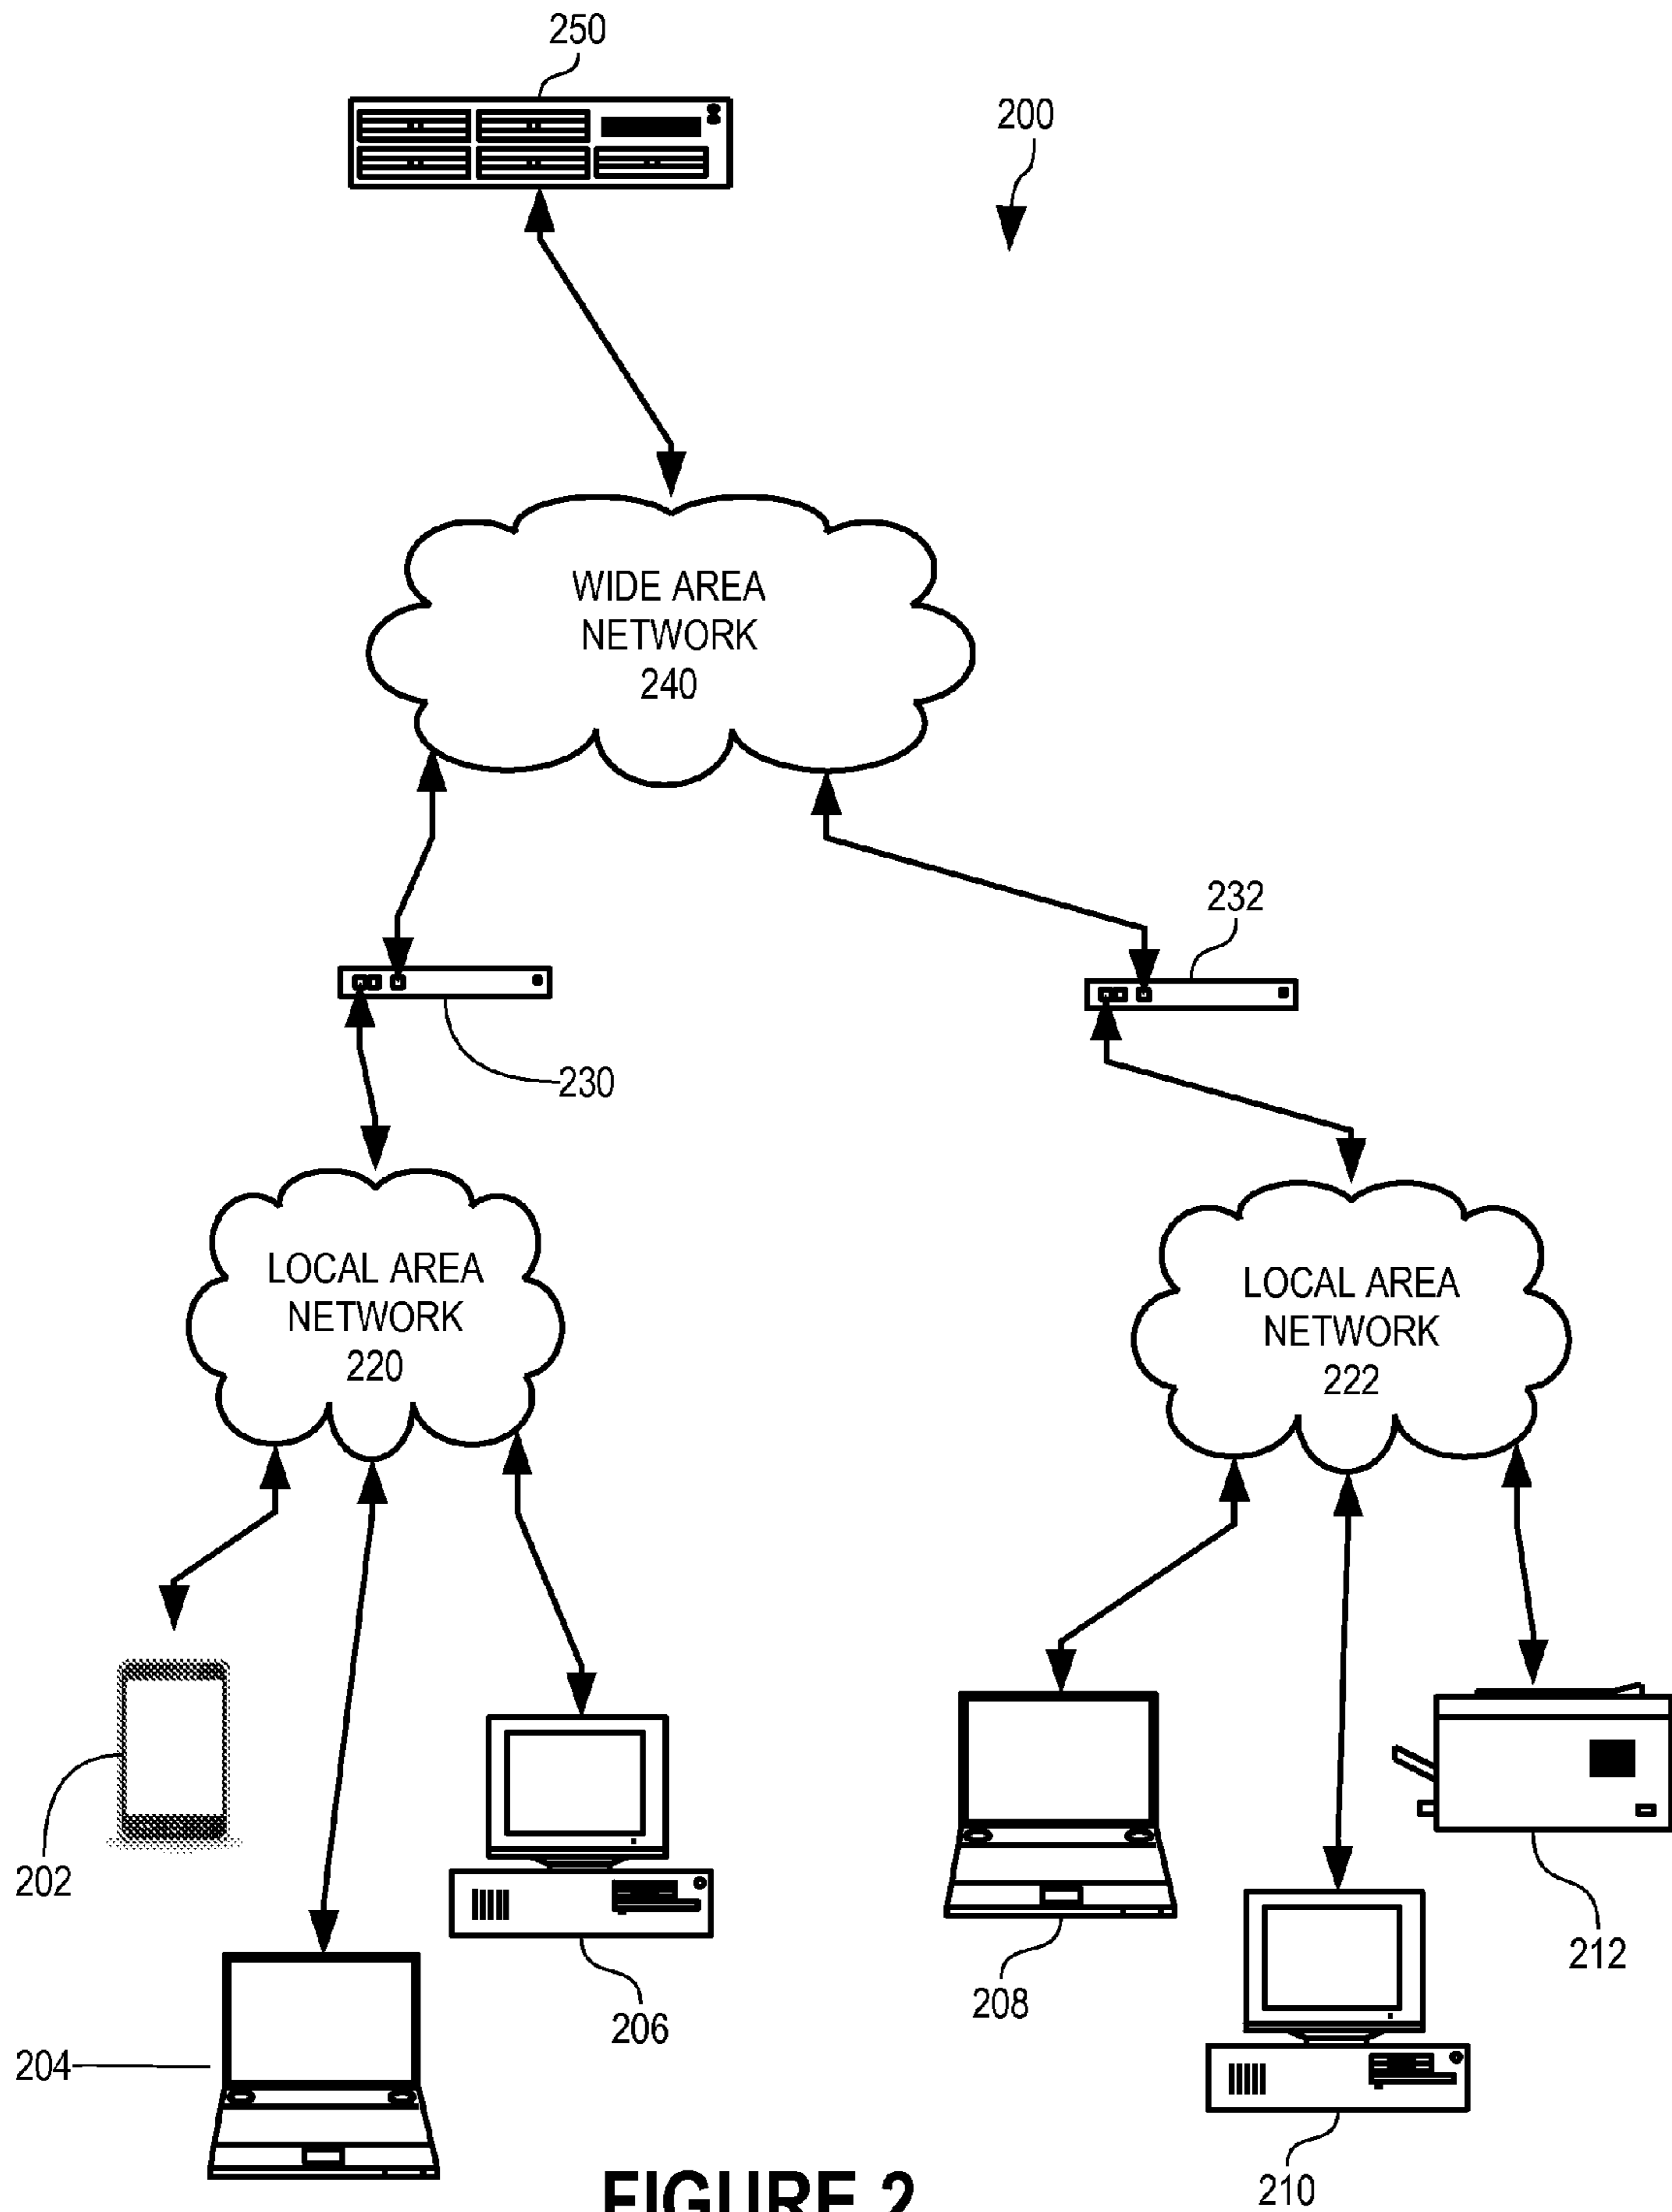 250
200
WIDE AREA
NETWORK
240
232
230
LOCAL AREA
NETWORK
220
LOCAL AREA
NETWORK
222
202
204
206
208
212
210
FIGURE 2